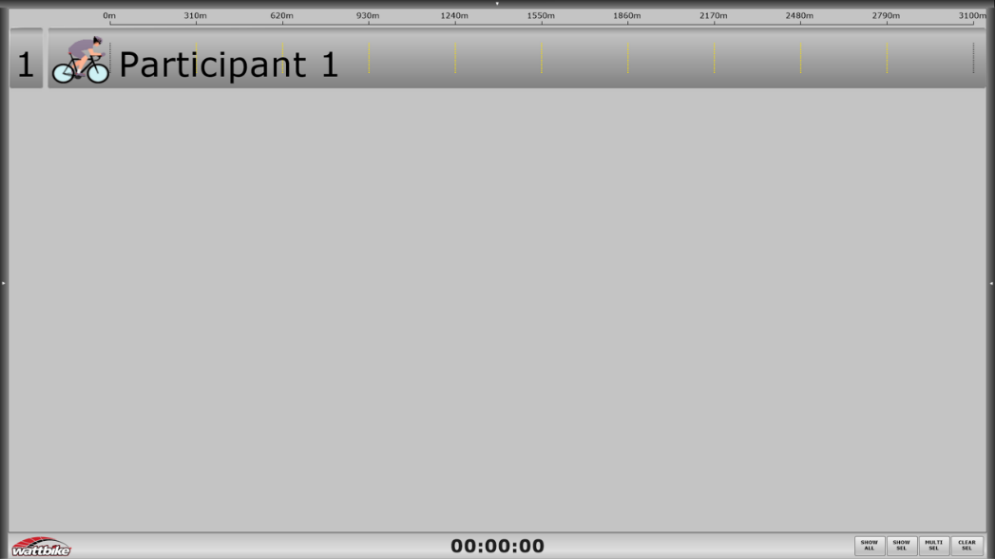 0m 310m 620m 930m 1240m 1550m 1860m 2170m 2480m 2790m 3100m
1 Participant 1
wattbike 00:00:00 SHOW ALL SHOW SEL MULTI SEL CLEAR SEL